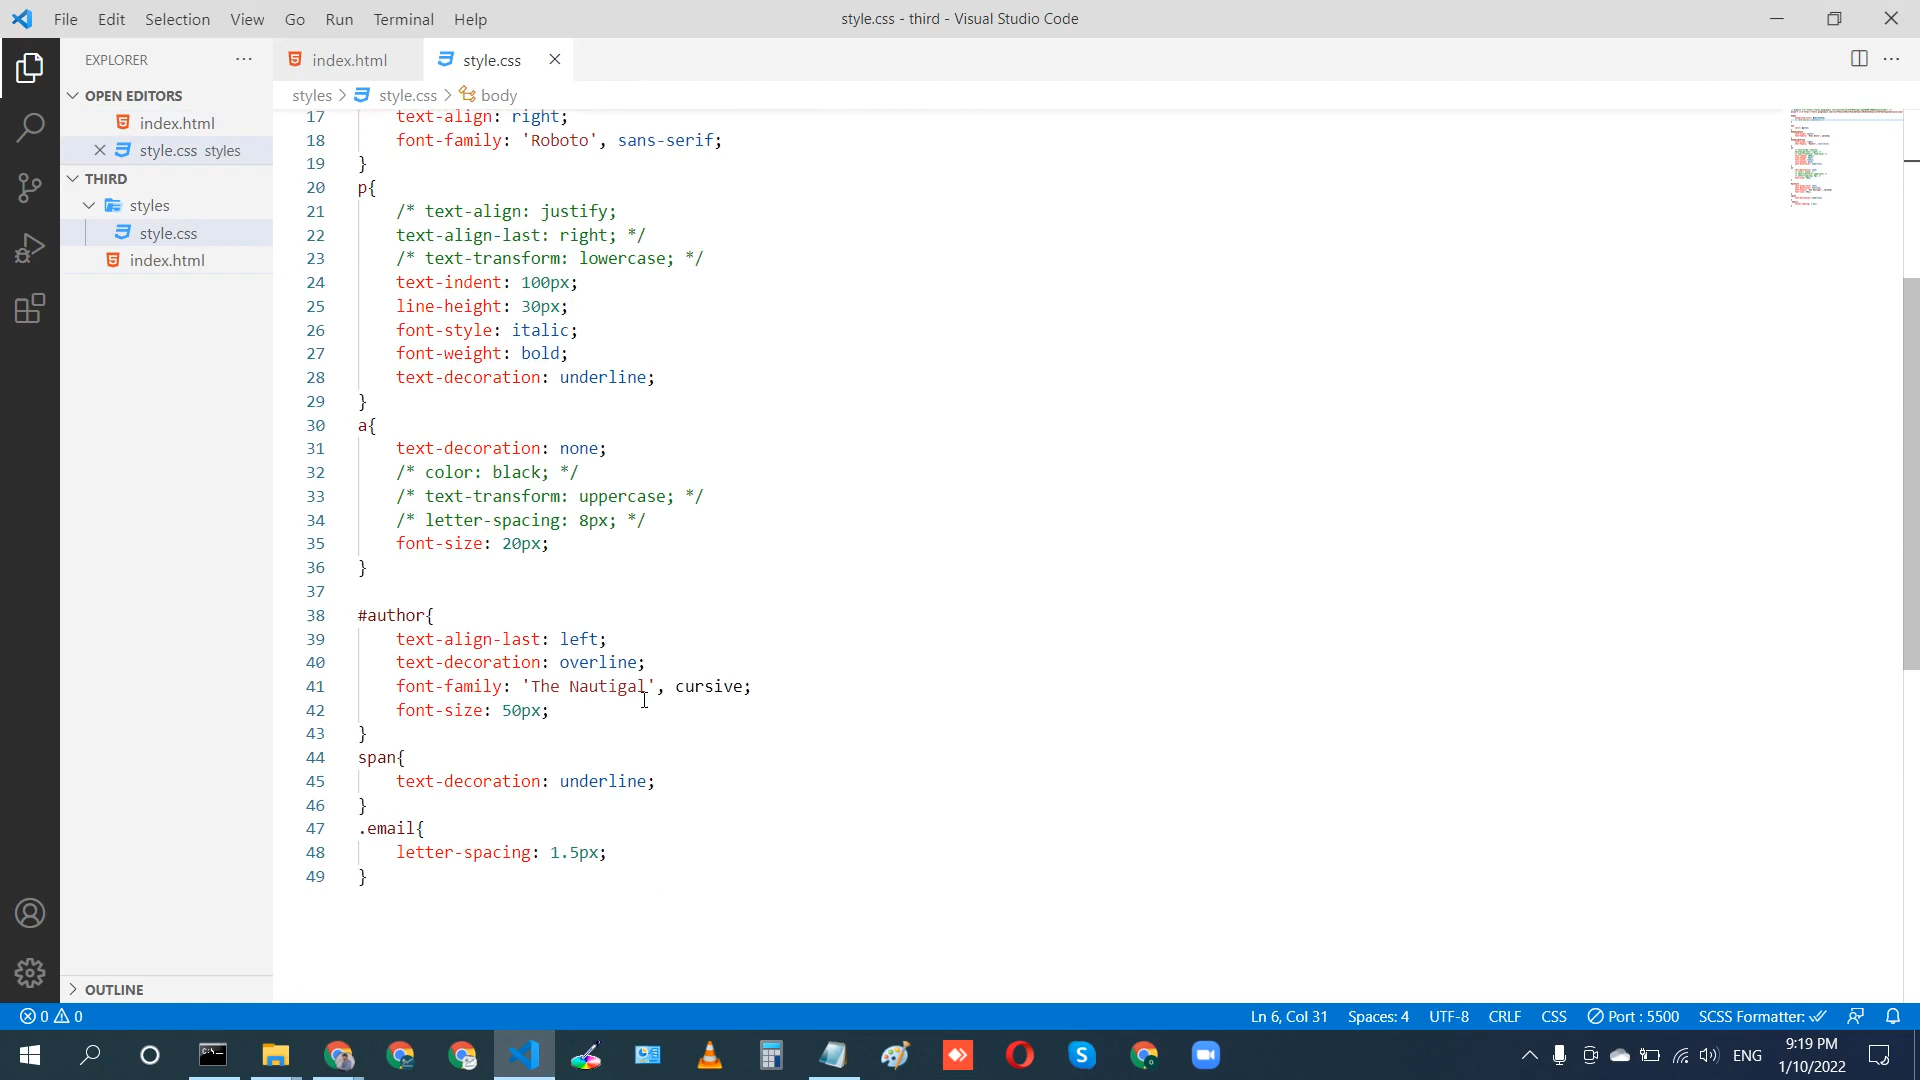 File Edit Selection View Go Run Terminal Help
style.css - third - Visual Studio Code
EXPLORER
OPEN EDITORS
index.html
style.css styles
THIRD
styles
style.css
index.html
OUTLINE
index.html
style.css
styles > style.css > body
17 text-align: right;
18 font-family: 'Roboto', sans-serif;
19 }
20 p{
21 /* text-align: justify;
22 text-align-last: right; */
23 /* text-transform: lowercase; */
24 text-indent: 100px;
25 line-height: 30px;
26 font-style: italic;
27 font-weight: bold;
28 text-decoration: underline;
29 }
30 a{
31 text-decoration: none;
32 /* color: black; */
33 /* text-transform: uppercase; */
34 /* letter-spacing: 8px; */
35 font-size: 20px;
36 }
37
38 #author{
39 text-align-last: left;
40 text-decoration: overline;
41 font-family: 'The Nautigal', cursive;
42 font-size: 50px;
43 }
44 span{
45 text-decoration: underline;
46 }
47 .email{
48 letter-spacing: 1.5px;
49 }
0 0
Ln 6, Col 31 Spaces: 4 UTF-8 CRLF CSS Port : 5500 SCSS Formatter:
ENG
9:19 PM
1/10/2022